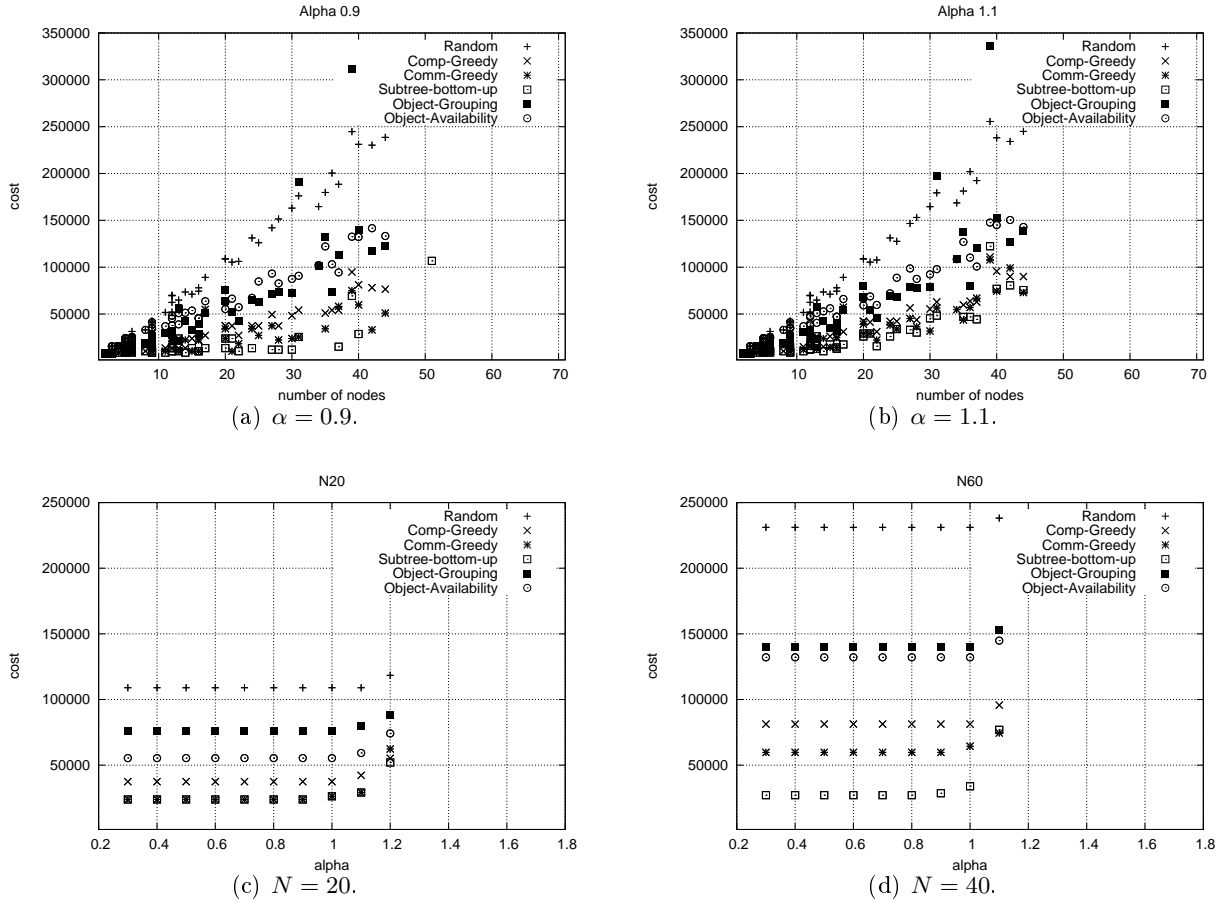 Alpha 0.9
350000
300000
250000
200000
150000
100000
50000
cost
Random
Comp-Greedy
Comm-Greedy
Subtree-bottom-up
Object-Grouping
Object-Availability
10 20 30 40 50 60 70
number of nodes
(a) α = 0.9.
Alpha 1.1
350000
300000
250000
200000
150000
100000
50000
cost
Random
Comp-Greedy
Comm-Greedy
Subtree-bottom-up
Object-Grouping
Object-Availability
10 20 30 40 50 60 70
number of nodes
(b) α = 1.1.
N20
250000
200000
150000
100000
50000
cost
Random
Comp-Greedy
Comm-Greedy
Subtree-bottom-up
Object-Grouping
Object-Availability
0.2 0.4 0.6 0.8 1 1.2 1.4 1.6 1.8
alpha
(c) N = 20.
N60
250000
200000
150000
100000
50000
cost
Random
Comp-Greedy
Comm-Greedy
Subtree-bottom-up
Object-Grouping
Object-Availability
0.2 0.4 0.6 0.8 1 1.2 1.4 1.6 1.8
alpha
(d) N = 40.